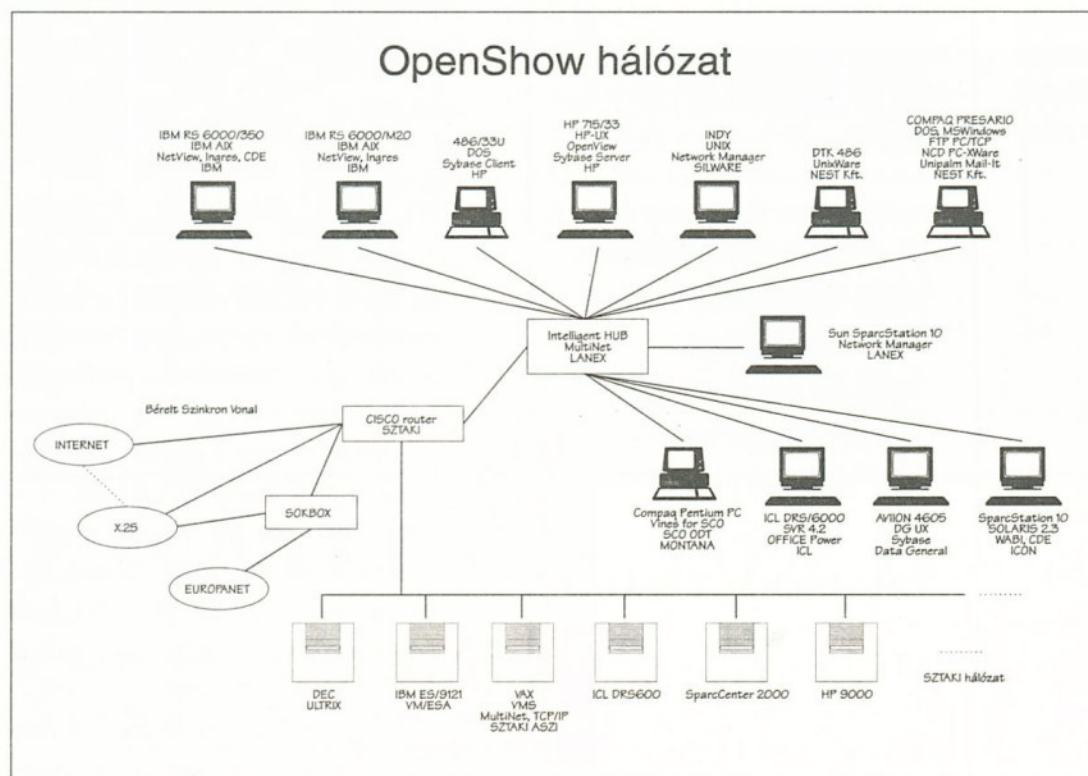 OpenShow hálózat
IBM RS 6000/350
IBM AIX
NetView, Ingres, CDE
IBM
IBM RS 6000/M20
IBM AIX
NetView, Ingres
IBM
486/33U
DOS
Sybase Client
HP
HP 715/33
HP-UX
OpenView
Sybase Server
HP
INDY
UNIX
Network Manager
SILWARE
DTK 486
UnixWare
NEST Kft.
COMPAQ PRESARIO
DOS, MSWindows
FTP PC/TCP
NCD PC-XWare
Unipalm Mail-It
NEST Kft.
Intelligent HUB
MultiNet
LANEX
Sun SparcStation 10
Network Manager
LANEX
Bérelt Szinkron Vonal
CISCO router
SZTAKI
INTERNET
X.25
SOKBOX
EUROPANET
Compaq Pentium PC
Vines for SCO
SCO ODT
MONTANA
ICL DRS/6000
SVR 4.2
OFFICE Power
ICL
AVIION 4605
DG UX
Sybase
Data General
SparcStation 10
SOLARIS 2.3
WABI, CDE
ICON
DEC
ULTRIX
IBM ES/9121
VM/ESA
VAX
VMS
MultiNet, TCP/IP
SZTAKI ASZI
ICL DRS600
SparcCenter 2000
HP 9000
SZTAKI hálózat